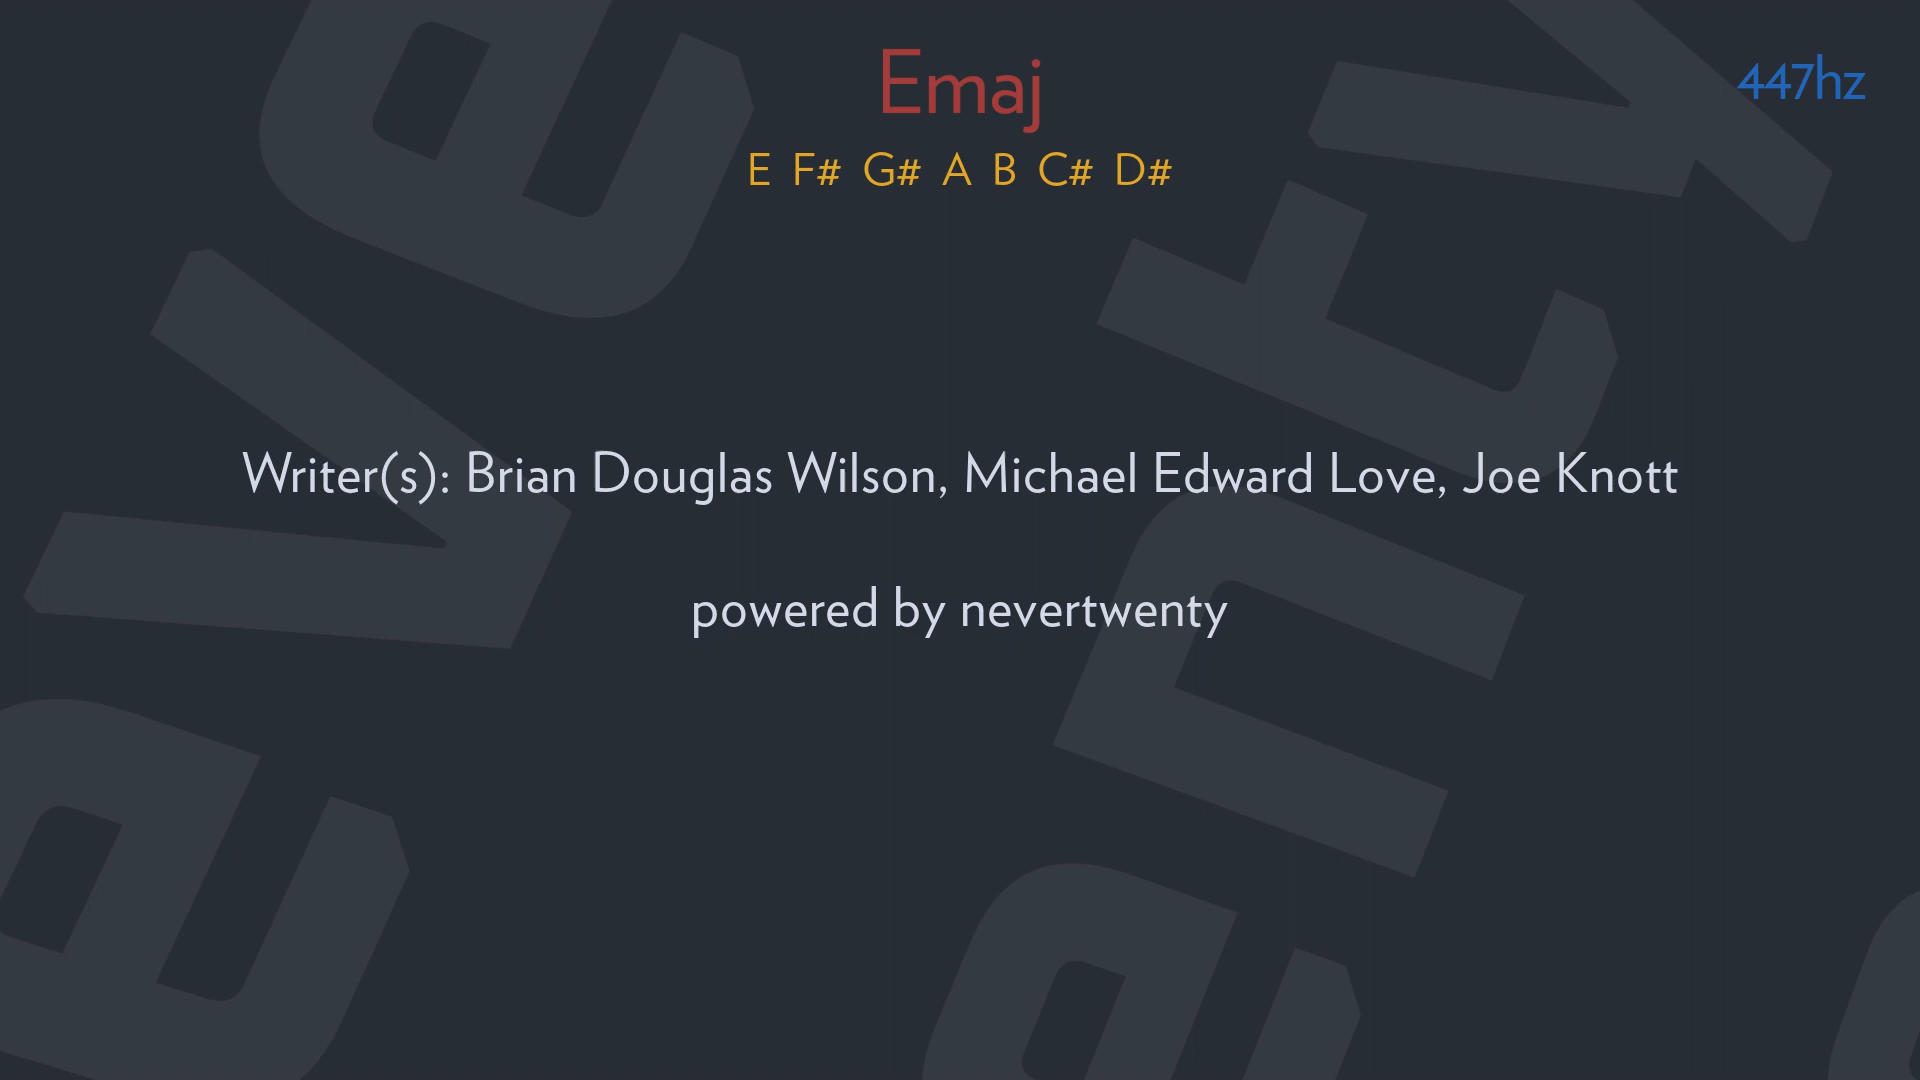 Emaj
447hz
E F# G# A B C# D#
Writer(s): Brian Douglas Wilson, Michael Edward Love, Joe Knott
powered by nevertwenty